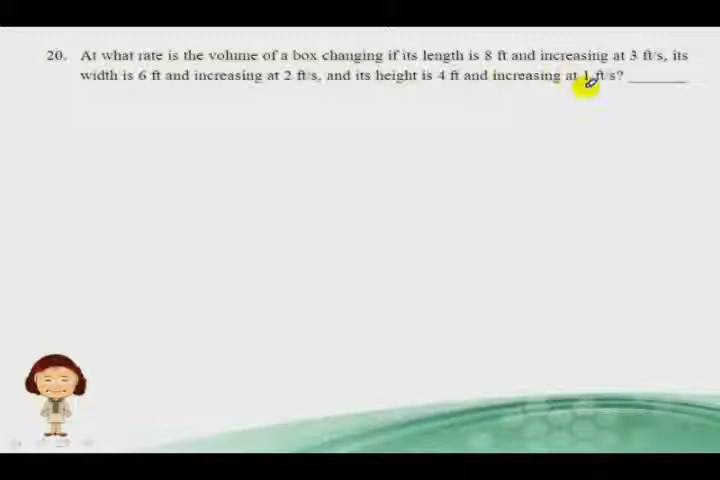 20. At what rate is the volume of a box changing if its length is 8 ft and increasing at 3 ft/s, its
width is 6 ft and increasing at 2 ft/s, and its height is 4 ft and increasing at 1 ft/s? ________